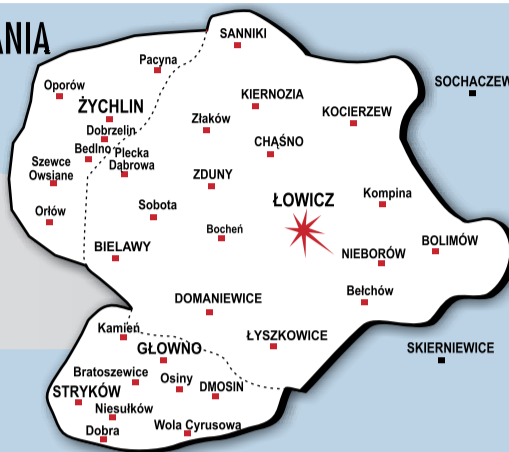 SANNIKI
Pacyna
SOCHACZEW
Oporów
KIERNOZIA
ŻYCHLIN
KOCIERZEW
Złaków
Dobrzelin
CHĄŚNO
Bedlno
Plecka
Dąbrowa
Szewce
Owsiane
ZDUNY
Kompina
ŁOWICZ
Sobota
Orłów
Bocheń
BOLIMÓW
BIELAWY
NIEBORÓW
Bełchów
DOMANIEWICE
Kamień
ŁYSZKOWICE
GŁOWNO
SKIERNIEWICE
Bratoszewice
Osiny
DMOSIN
STRYKÓW
Niesułków
Wola Cyrusowa
Dobra